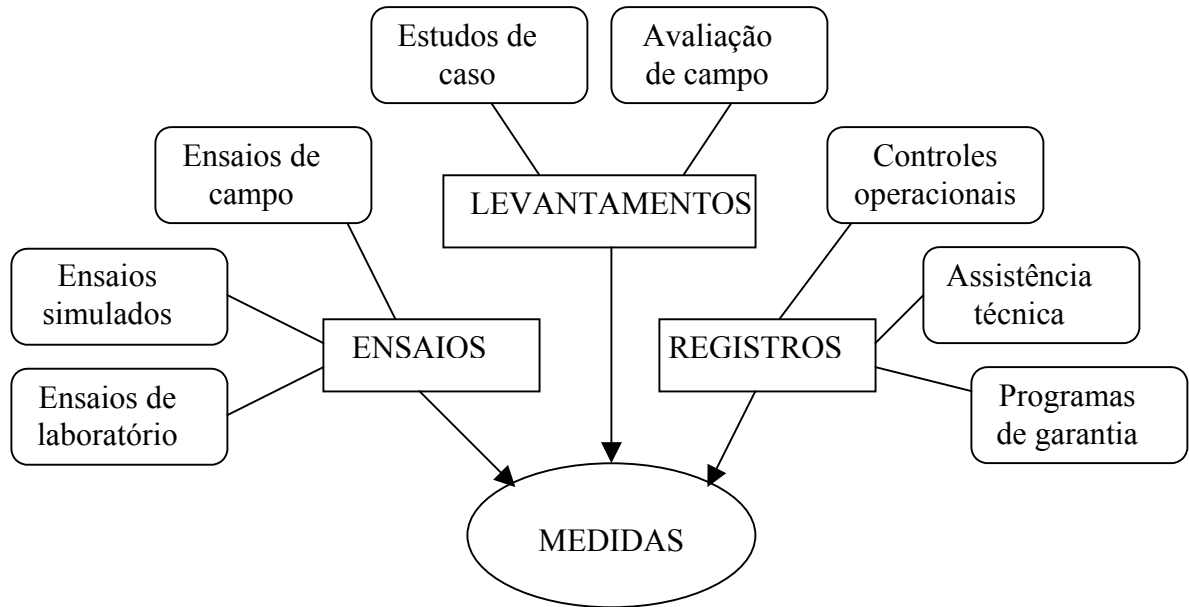 Estudos de
caso
Avaliação
de campo
Ensaios de
campo
Controles
operacionais
LEVANTAMENTOS
Ensaios
simulados
Assistência
técnica
ENSAIOS
REGISTROS
Ensaios de
laboratório
Programas
de garantia
MEDIDAS